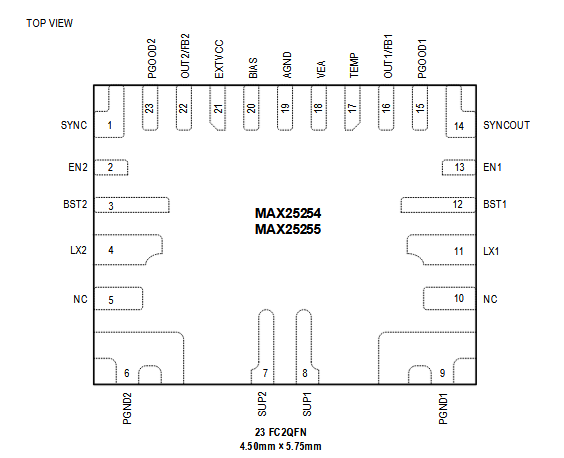 TOP VIEW
PGOOD2
OUT2/FB2
EXTVCC
BIAS
AGND
VEA
TEMP
OUT1/FB1
PGOOD1
23
22
21
20
19
18
17
16
15
SYNC 1
14 SYNCOUT
EN2 2
13 EN1
BST2 3
12 BST1
MAX25254
MAX25255
LX2 4
11 LX1
NC 5
10 NC
6
7
8
9
PGND2
SUP2
SUP1
PGND1
23 FC2QFN
4.50mm × 5.75mm